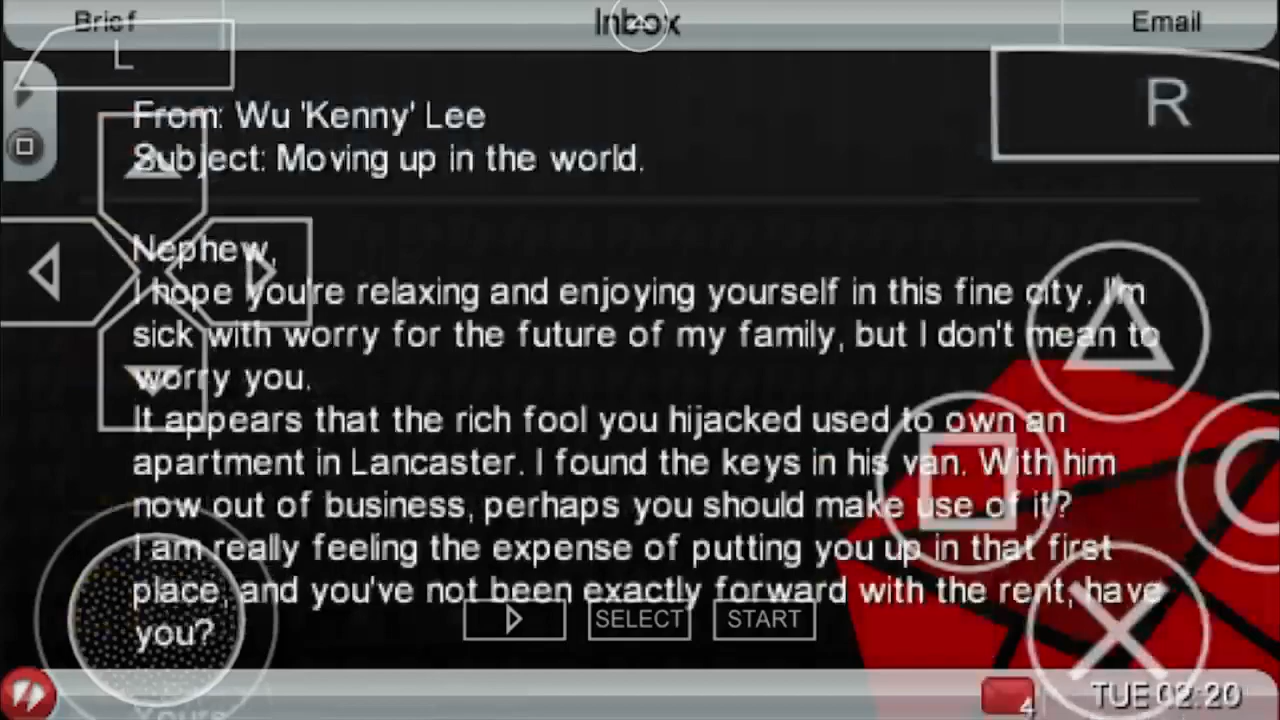 Brief
Inbox
Email
L
R
From: Wu 'Kenny' Lee
Subject: Moving up in the world.
Nephew,
I hope you're relaxing and enjoying yourself in this fine city. I'm
sick with worry for the future of my family, but I don't mean to
worry you.
It appears that the rich fool you hijacked used to own an
apartment in Lancaster. I found the keys in his van. With him
now out of business, perhaps you should make use of it?
I am really feeling the expense of putting you up in that first
place, and you've not been exactly forward with the rent, have
you?
SELECT
START
Yours
4
TUE 02:20